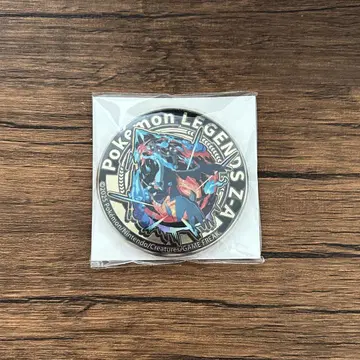 Pokémon LEGENDS Z-A
©2025 Pokémon/Nintendo/Creatures/GAME FREAK